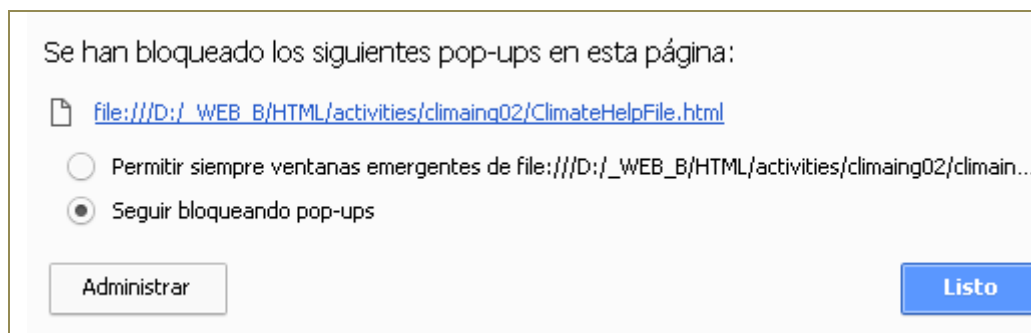 Se han bloqueado los siguientes pop-ups en esta página:
file:///D:/_WEB_B/HTML/activities/climaing02/ClimateHelpFile.html
Permitir siempre ventanas emergentes de file:///D:/_WEB_B/HTML/activities/climaing02/climain...
Seguir bloqueando pop-ups
Administrar
Listo